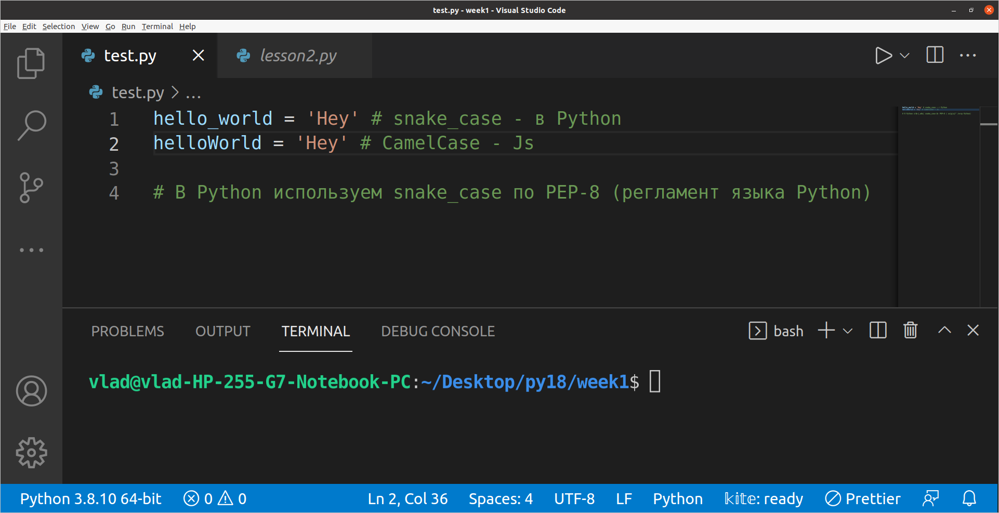 test.py - week1 - Visual Studio Code
File Edit Selection View Go Run Terminal Help
test.py lesson2.py
test.py > ...
1 hello_world = 'Hey' # snake_case - в Python
2 helloWorld = 'Hey' # CamelCase - Js
3
4 # В Python используем snake_case по PEP-8 (регламент языка Python)
PROBLEMS OUTPUT TERMINAL DEBUG CONSOLE bash
vlad@vlad-HP-255-G7-Notebook-PC:~/Desktop/py18/week1$
Python 3.8.10 64-bit 0 0 Ln 2, Col 36 Spaces: 4 UTF-8 LF Python kite: ready Prettier